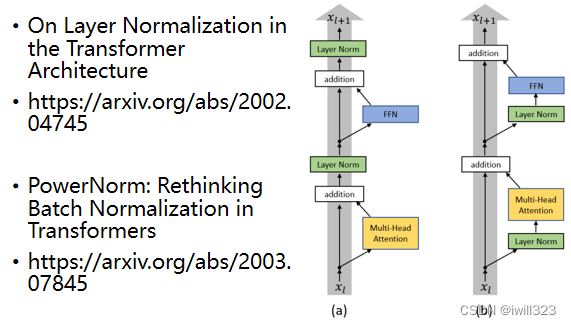 • On Layer Normalization in
the Transformer
Architecture
• https://arxiv.org/abs/2002.
04745
• PowerNorm: Rethinking
Batch Normalization in
Transformers
• https://arxiv.org/abs/2003.
07845
x_{l+1}
Layer Norm
addition
FFN
Layer Norm
addition
Multi-Head
Attention
x_l
(a)
x_{l+1}
addition
FFN
Layer Norm
addition
Multi-Head
Attention
Layer Norm
x_l
(b)
CSDN @iwill323